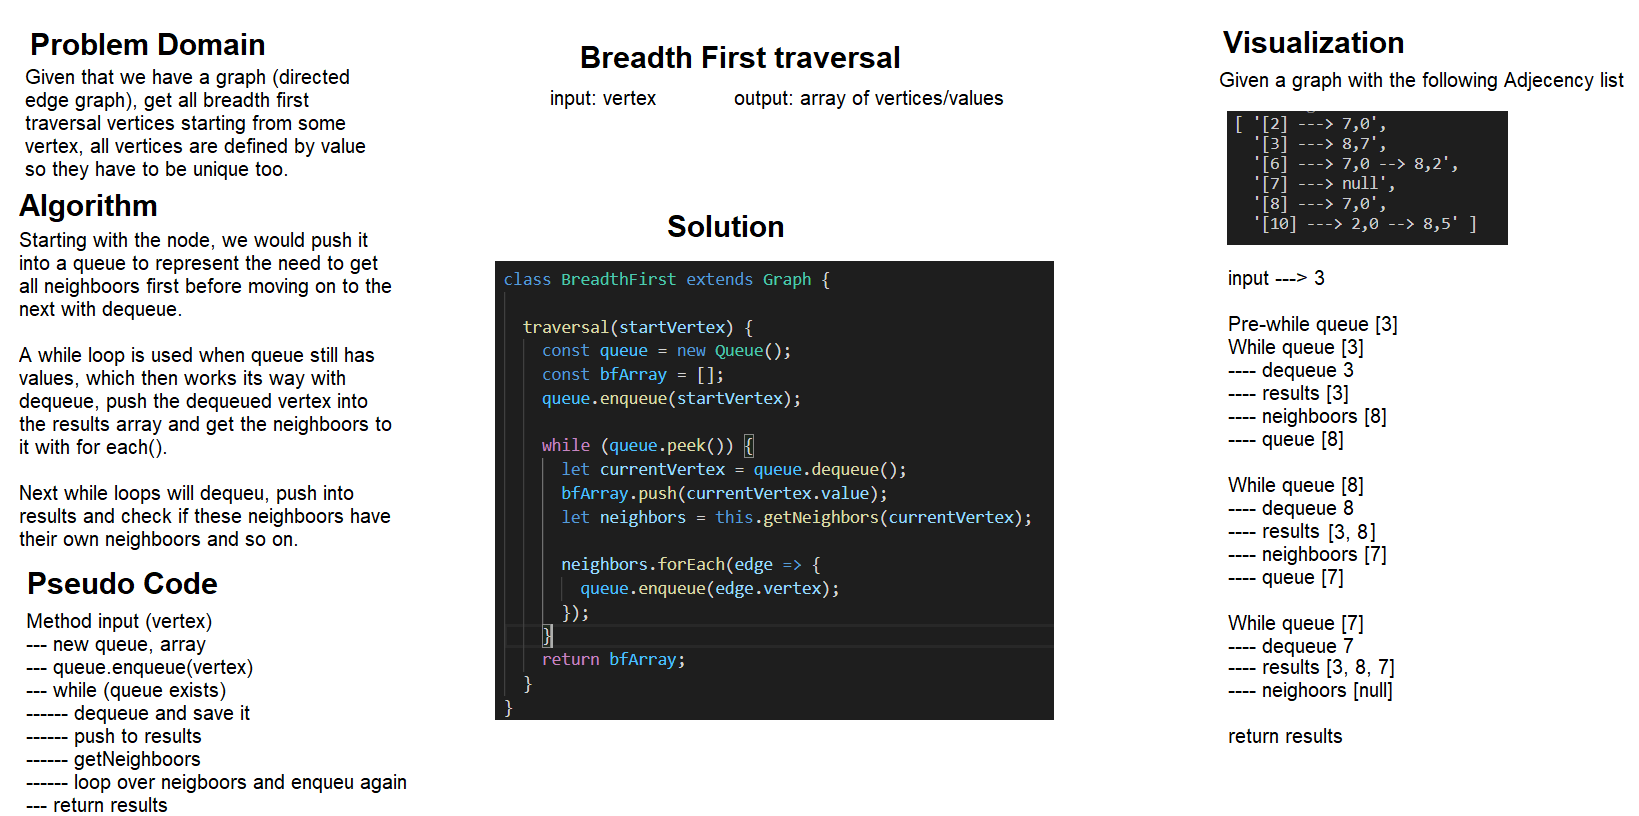 Problem Domain
Given that we have a graph (directed
edge graph), get all breadth first
traversal vertices starting from some
vertex, all vertices are defined by value
so they have to be unique too.
Algorithm
Starting with the node, we would push it
into a queue to represent the need to get
all neighboors first before moving on to the
next with dequeue.
A while loop is used when queue still has
values, which then works its way with
dequeue, push the dequeued vertex into
the results array and get the neighboors to
it with for each().
Next while loops will dequeu, push into
results and check if these neighboors have
their own neighboors and so on.
Pseudo Code
Method input (vertex)
--- new queue, array
--- queue.enqueue(vertex)
--- while (queue exists)
------ dequeue and save it
------ push to results
------ getNeighboors
------ loop over neigboors and enqueu again
--- return results
Breadth First traversal
input: vertex output: array of vertices/values
Solution
class BreadthFirst extends Graph {
traversal(startVertex) {
const queue = new Queue();
const bfArray = [];
queue.enqueue(startVertex);
while (queue.peek()) {
let currentVertex = queue.dequeue();
bfArray.push(currentVertex.value);
let neighbors = this.getNeighbors(currentVertex);
neighbors.forEach(edge => {
queue.enqueue(edge.vertex);
});
}
return bfArray;
}
}
Visualization
Given a graph with the following Adjecency list
[ '[2] ---> 7,0',
'[3] ---> 8,7',
'[6] ---> 7,0 --> 8,2',
'[7] ---> null',
'[8] ---> 7,0',
'[10] ---> 2,0 --> 8,5' ]
input ---> 3
Pre-while queue [3]
While queue [3]
---- dequeue 3
---- results [3]
---- neighboors [8]
---- queue [8]
While queue [8]
---- dequeue 8
---- results [3, 8]
---- neighboors [7]
---- queue [7]
While queue [7]
---- dequeue 7
---- results [3, 8, 7]
---- neighoors [null]
return results